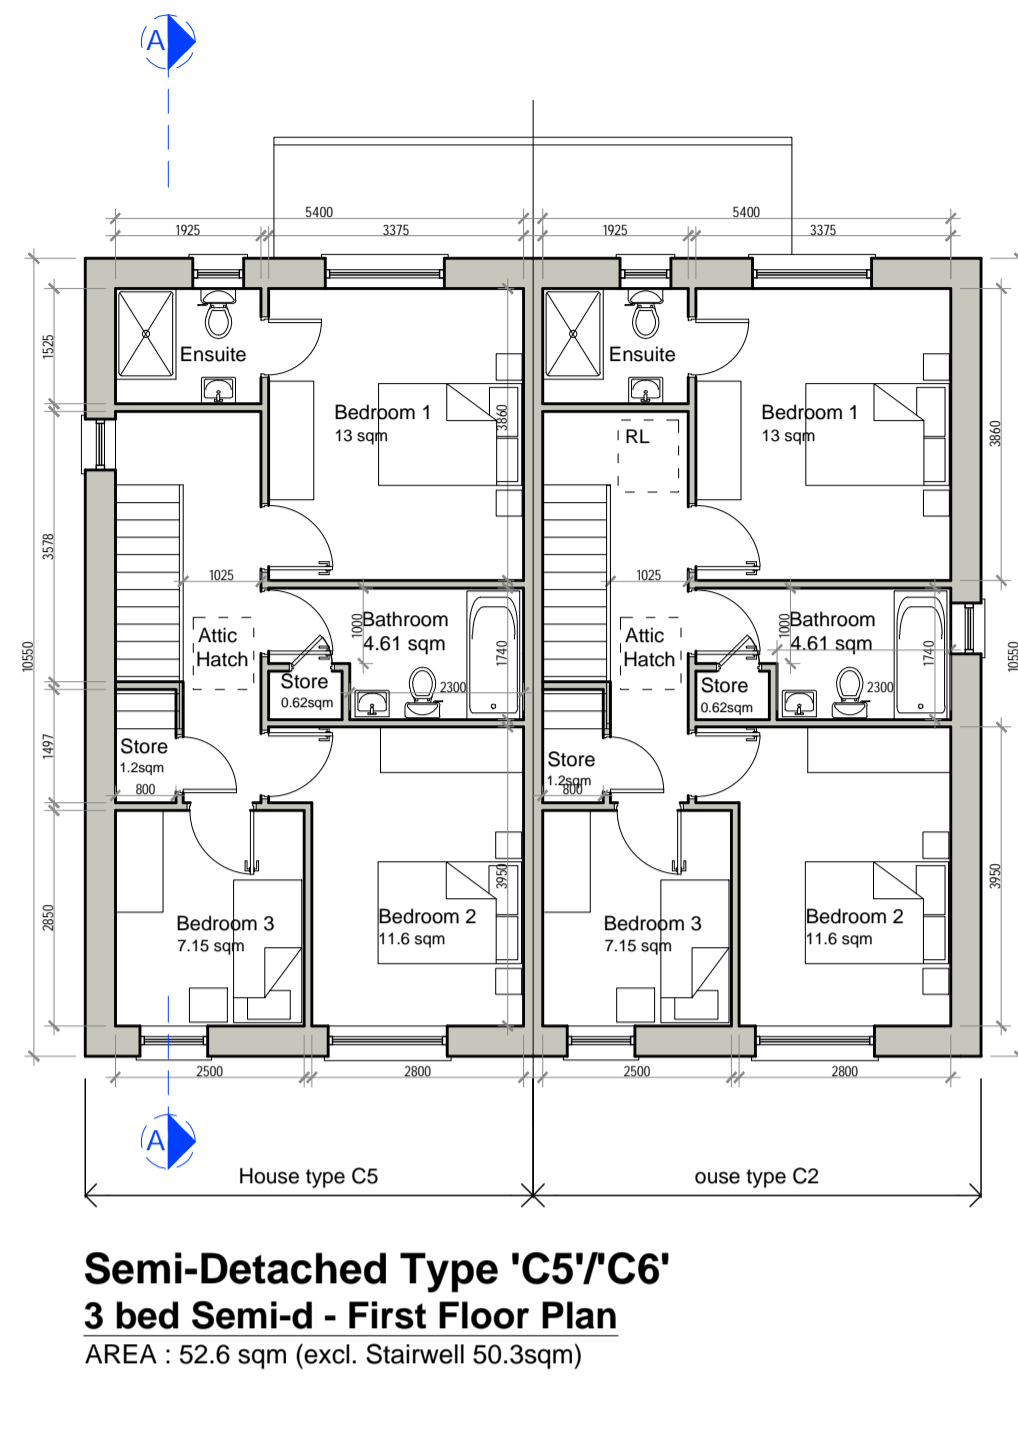 A
5400
5400
1925
3375
1925
3375
1525
Ensuite
Ensuite
Bedroom 1
13 sqm
3860
RL
Bedroom 1
13 sqm
3860
3578
1025
1025
10550
Attic
Hatch
1000
Bathroom
4.61 sqm
1740
Attic
Hatch
1000
Bathroom
4.61 sqm
1740
10550
Store
0.62sqm
2300
Store
0.62sqm
2300
1497
Store
1.2sqm
800
Store
1.2sqm
800
2850
Bedroom 3
7.15 sqm
Bedroom 2
11.6 sqm
3950
Bedroom 3
7.15 sqm
Bedroom 2
11.6 sqm
3950
2500
2800
2500
2800
A
House type C5
ouse type C2
Semi-Detached Type 'C5'/'C6'
3 bed Semi-d - First Floor Plan
AREA : 52.6 sqm (excl. Stairwell 50.3sqm)